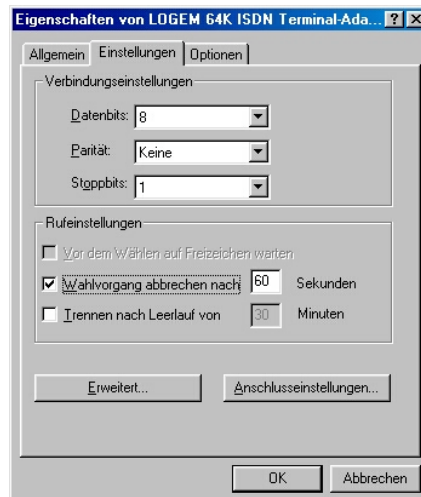 Eigenschaften von LOGEM 64K ISDN Terminal-Ada...
Allgemein Einstellungen Optionen
Verbindungseinstellungen
Datenbits: 8
Parität: Keine
Stoppbits: 1
Rufeinstellungen
Vor dem Wählen auf Freizeichen warten
Wahlvorgang abbrechen nach 60 Sekunden
Trennen nach Leerlauf von 30 Minuten
Erweitert... Anschlusseinstellungen...
OK Abbrechen